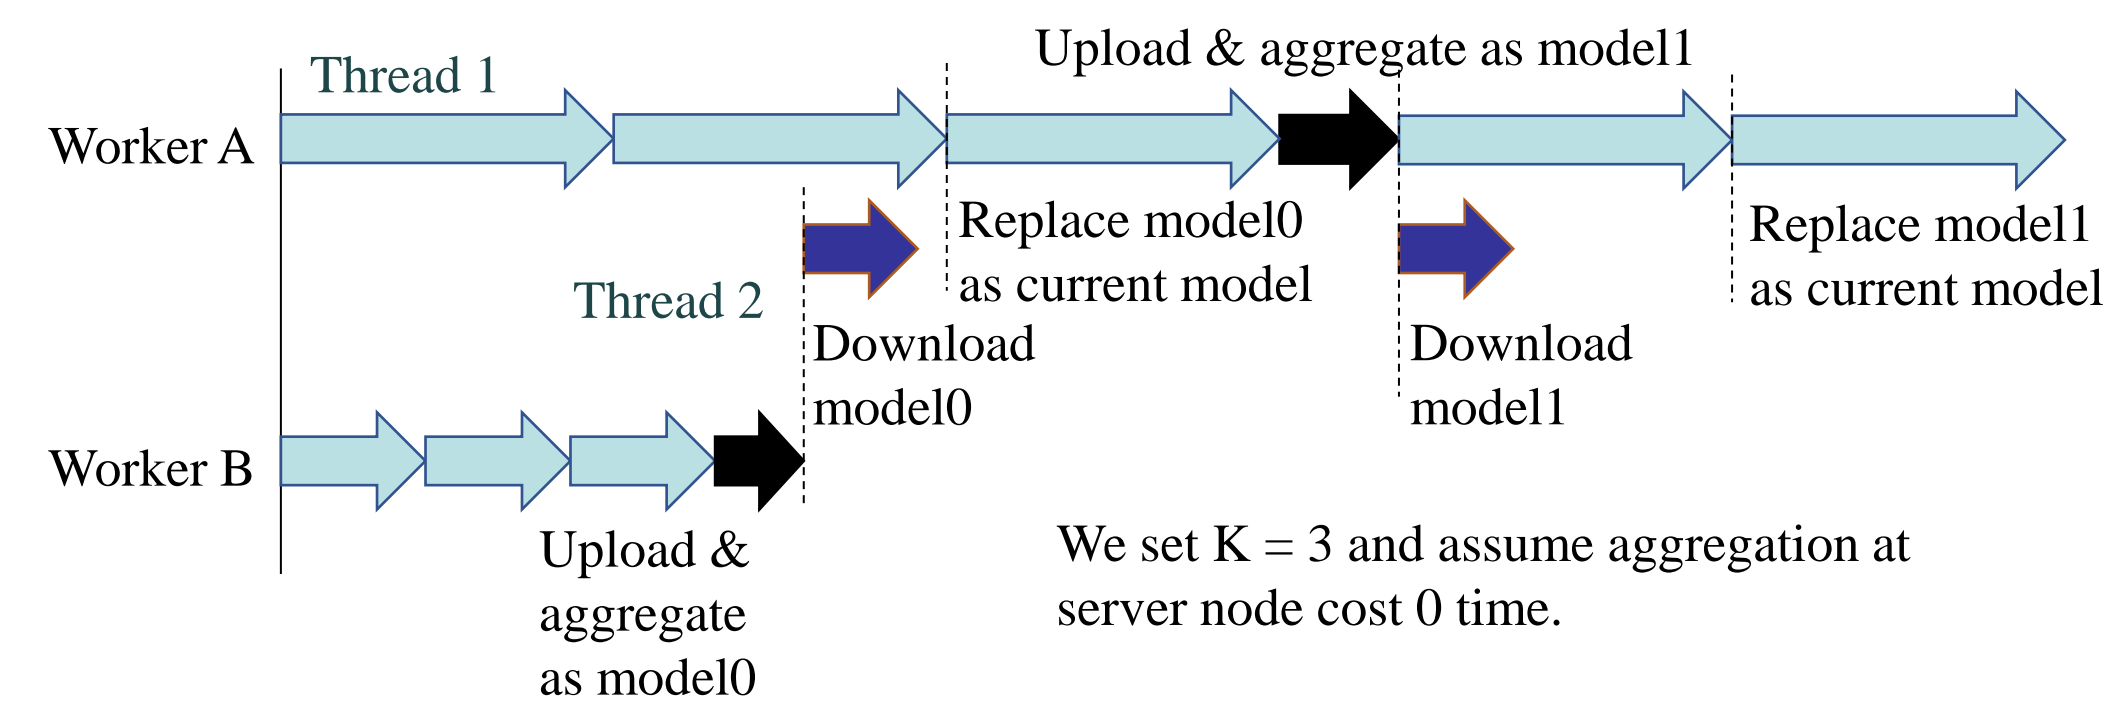 Upload & aggregate as model1
Thread 1
Worker A
Replace model0
as current model
Replace model1
as current model
Thread 2
Download
model0
Download
model1
Worker B
Upload &
aggregate
as model0
We set K = 3 and assume aggregation at
server node cost 0 time.